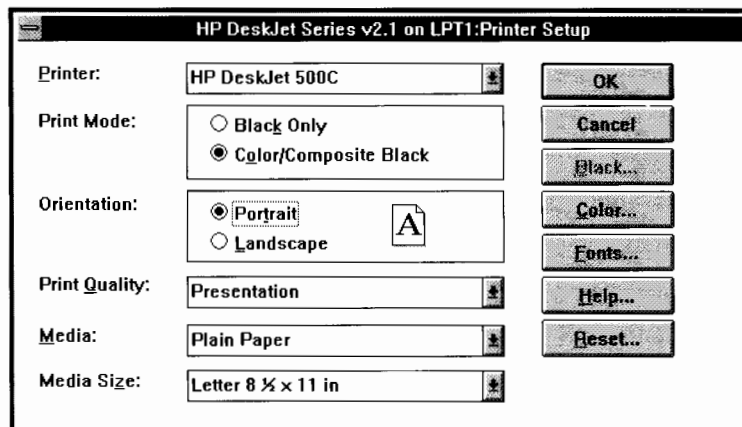 HP DeskJet Series v2.1 on LPT1:Printer Setup
Printer: HP DeskJet 500C OK
Print Mode: Black Only Cancel
Color/Composite Black Black...
Orientation: Portrait Color...
A
Landscape Fonts...
Print Quality: Presentation Help...
Media: Plain Paper Reset...
Media Size: Letter 8 ½ x 11 in